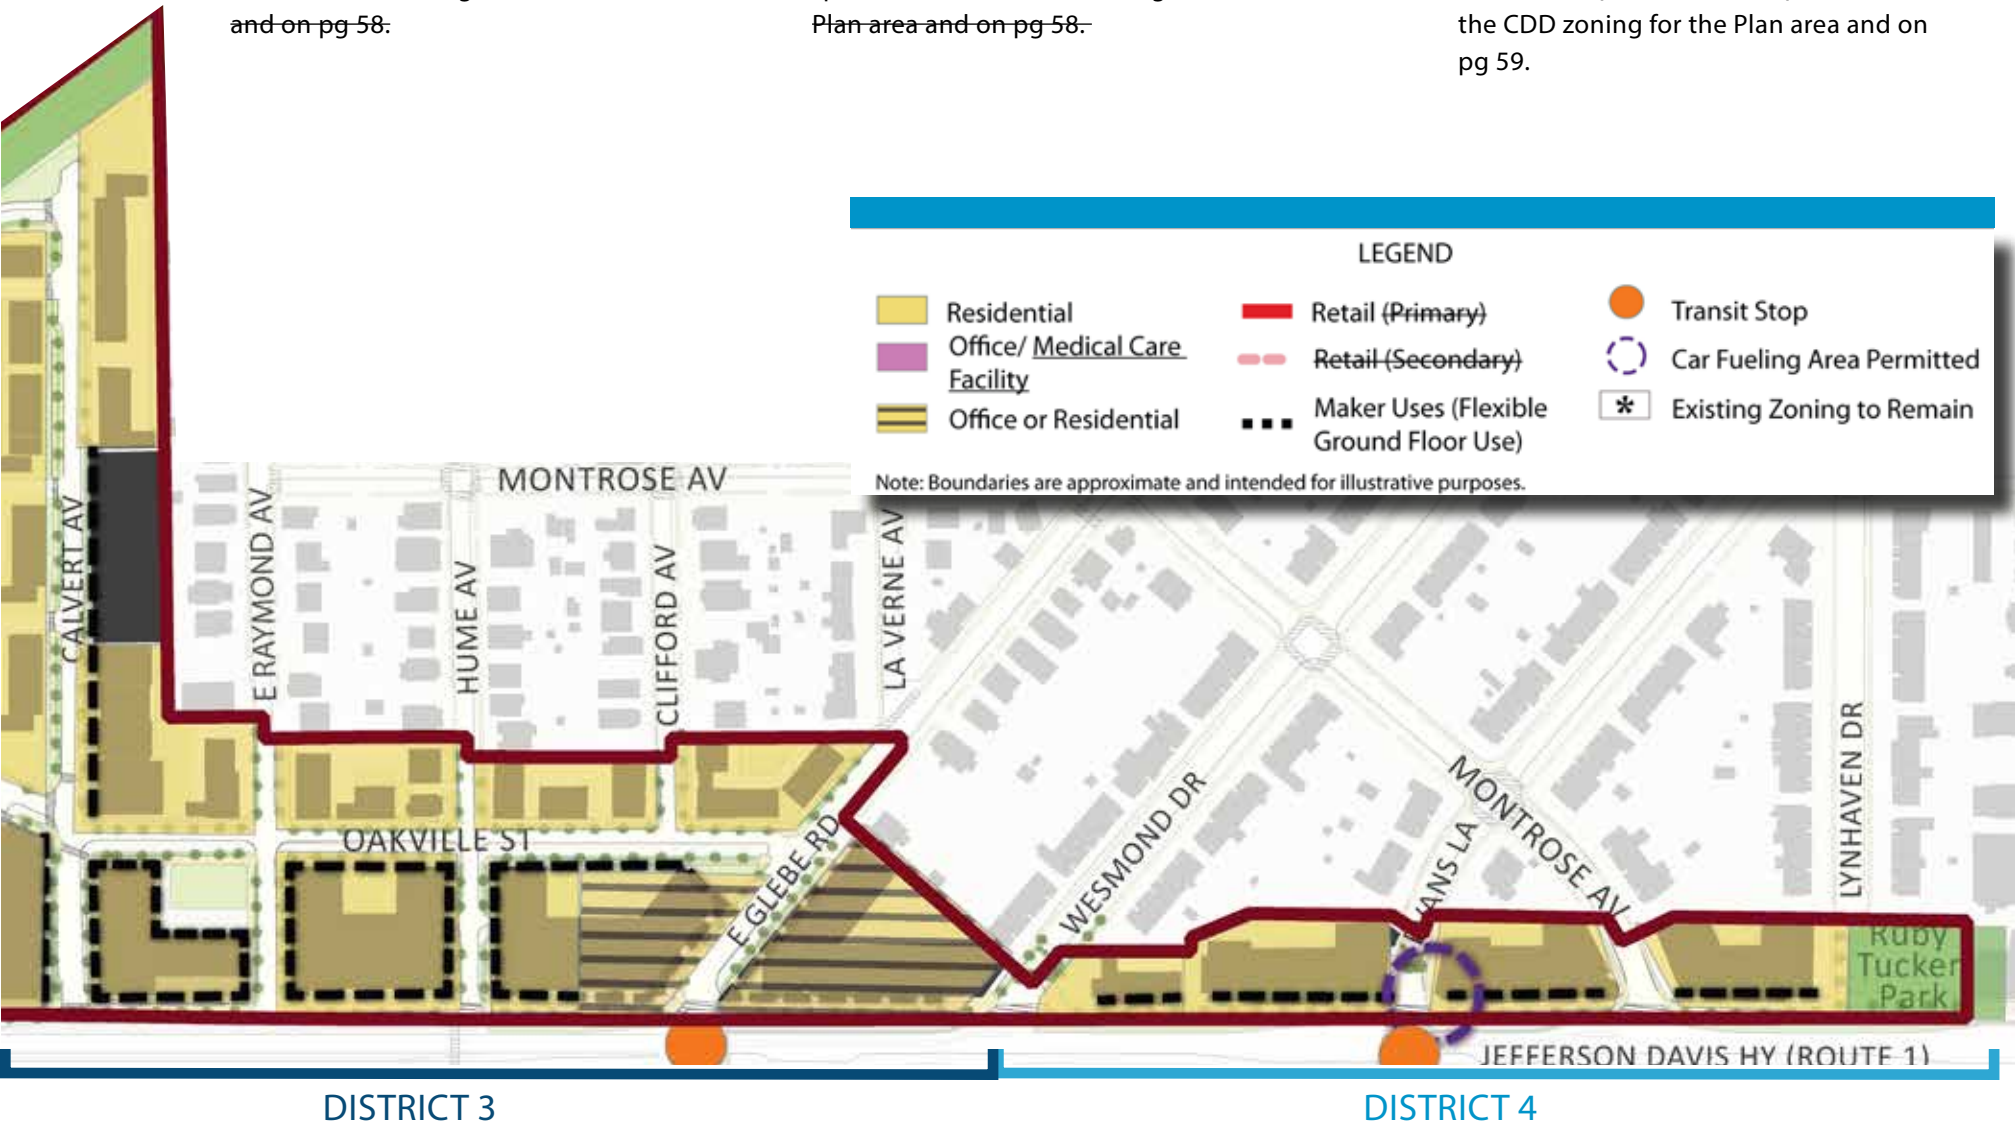 and on pg 58.
Plan area and on pg 58.
the CDD zoning for the Plan area and on
pg 59.
LEGEND
Residential
Office/ Medical Care
Facility
Office or Residential
Retail (Primary)
Retail (Secondary)
Maker Uses (Flexible
Ground Floor Use)
Transit Stop
Car Fueling Area Permitted
* Existing Zoning to Remain
Note: Boundaries are approximate and intended for illustrative purposes.
MONTROSE AV
CALVERT AV
E RAYMOND AV
HUME AV
CLIFFORD AV
LA VERNE AV
OAKVILLE ST
E GLEBE RD
WESMOND DR
LA
MONTROSE AV
LYNHAVEN DR
Ruby
Tucker
Park
JEFFERSON DAVIS HY (ROUTE 1)
DISTRICT 3
DISTRICT 4